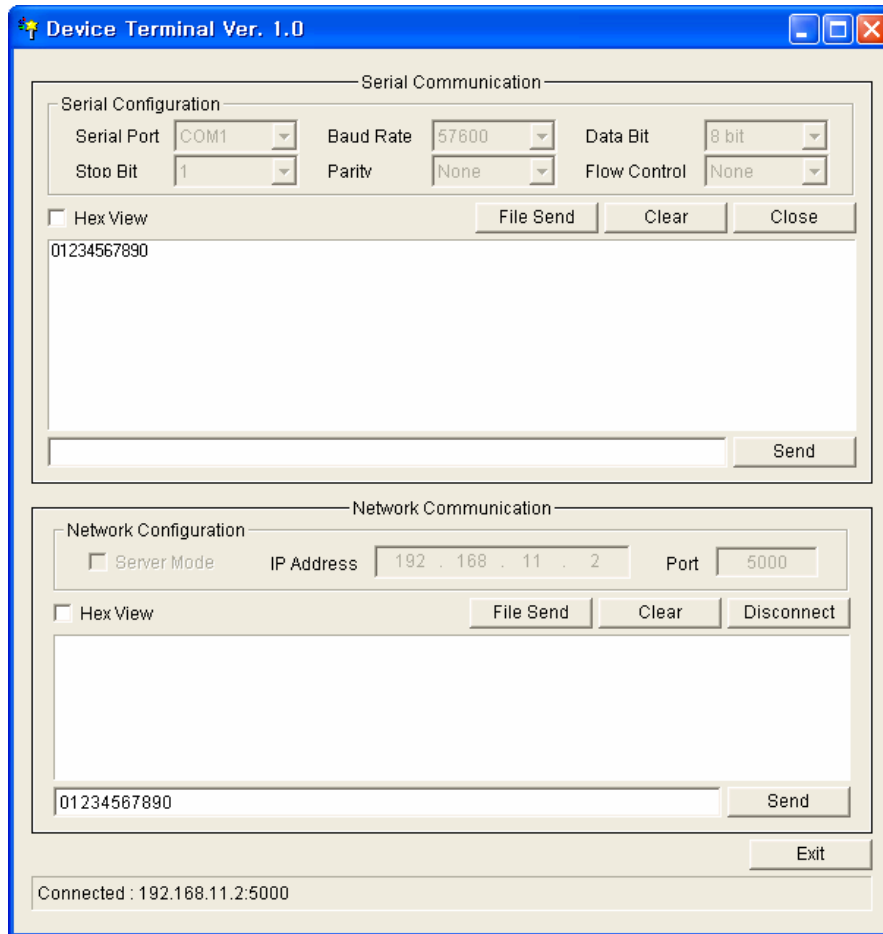 Device Terminal Ver. 1.0
Serial Communication
Serial Configuration
Serial Port COM1 Baud Rate 57600 Data Bit 8 bit
Stop Bit 1 Parity None Flow Control None
Hex View File Send Clear Close
01234567890
Send
Network Communication
Network Configuration
Server Mode IP Address 192 . 168 . 11 . 2 Port 5000
Hex View File Send Clear Disconnect
01234567890 Send
Exit
Connected : 192.168.11.2:5000